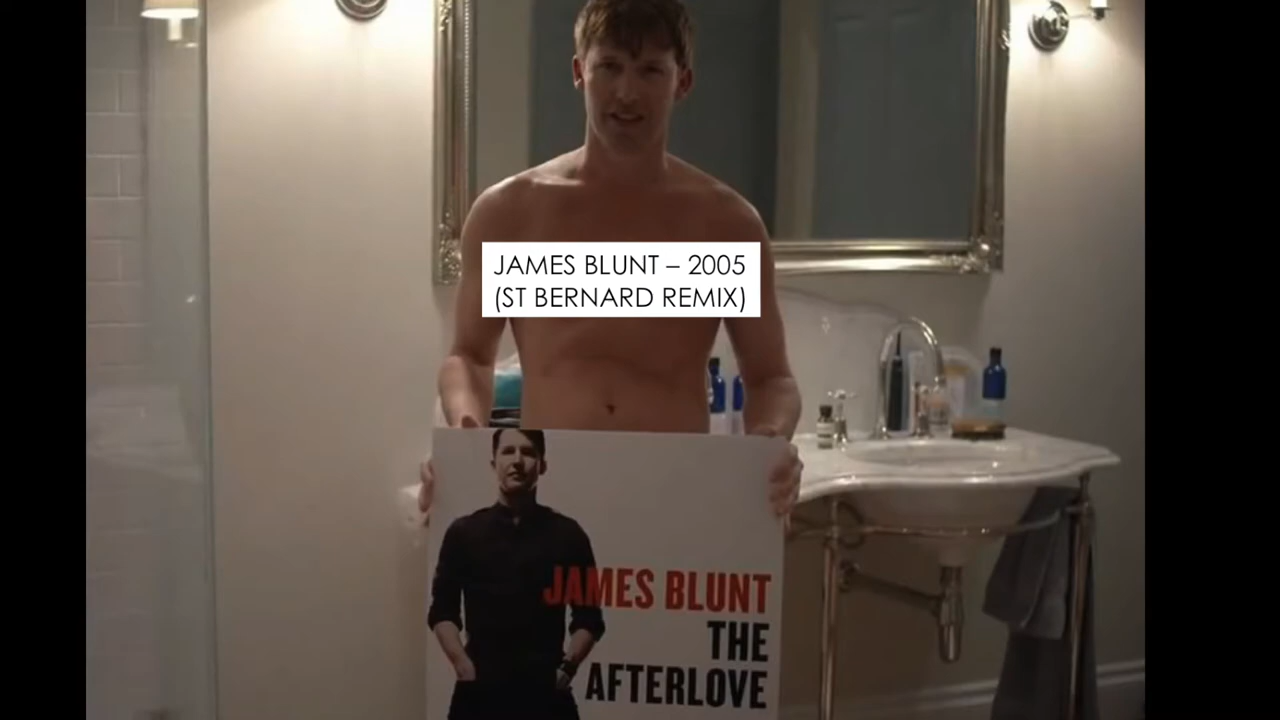 JAMES BLUNT – 2005
(ST BERNARD REMIX)
JAMES BLUNT
THE
AFTERLOVE